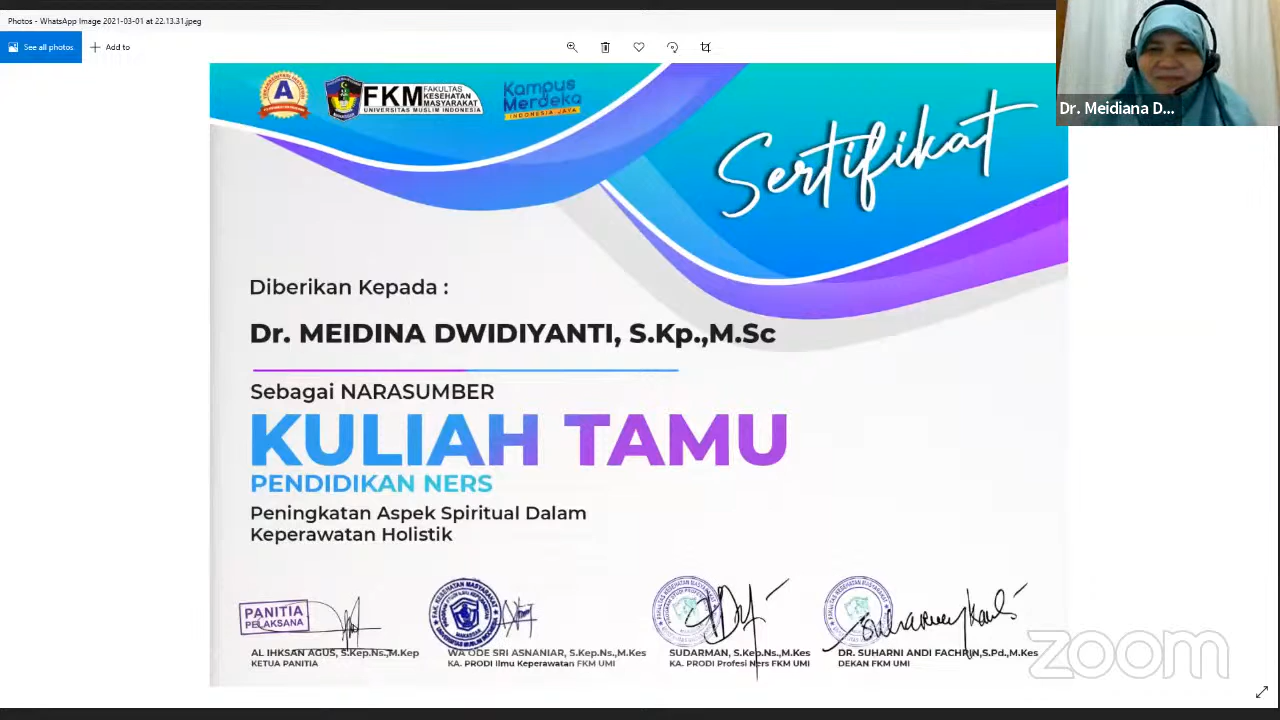 Photos - WhatsApp Image 2021-03-01 at 22.13.31.jpeg
See all photos
Add to
Dr. Meidiana D...
A
FKM FAKULTAS
KESEHATAN
MASYARAKAT
UNIVERSITAS MUSLIM INDONESIA
Kampus
Merdeka
INDONESIA JAYA
Sertifikat
Diberikan Kepada :
Dr. MEIDINA DWIDIYANTI, S.Kp.,M.Sc
Sebagai NARASUMBER
KULIAH TAMU
PENDIDIKAN NERS
Peningkatan Aspek Spiritual Dalam
Keperawatan Holistik
PANITIA
PELAKSANA
AL IHKSAN AGUS, S.Kep.Ns.,M.Kep
KETUA PANITIA
WA ODE SRI ASNANIAR, S.Kep.Ns.,M.Kes
KA. PRODI Ilmu Keperawatan FKM UMI
SUDARMAN, S.Kep.Ns.,M.Kes
KA. PRODI Profesi Ners FKM UMI
DR. SUHARNI ANDI FACHRIN,S.Pd.,M.Kes
DEKAN FKM UMI
zoom